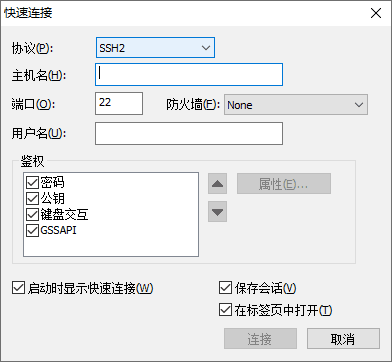 快速连接
协议(P): SSH2
主机名(H):
端口(O): 22 防火墙(F): None
用户名(U):
鉴权
密码
公钥
键盘交互
GSSAPI
属性(E)...
启动时显示快速连接(W) 保存会话(V)
在标签页中打开(T)
连接 取消